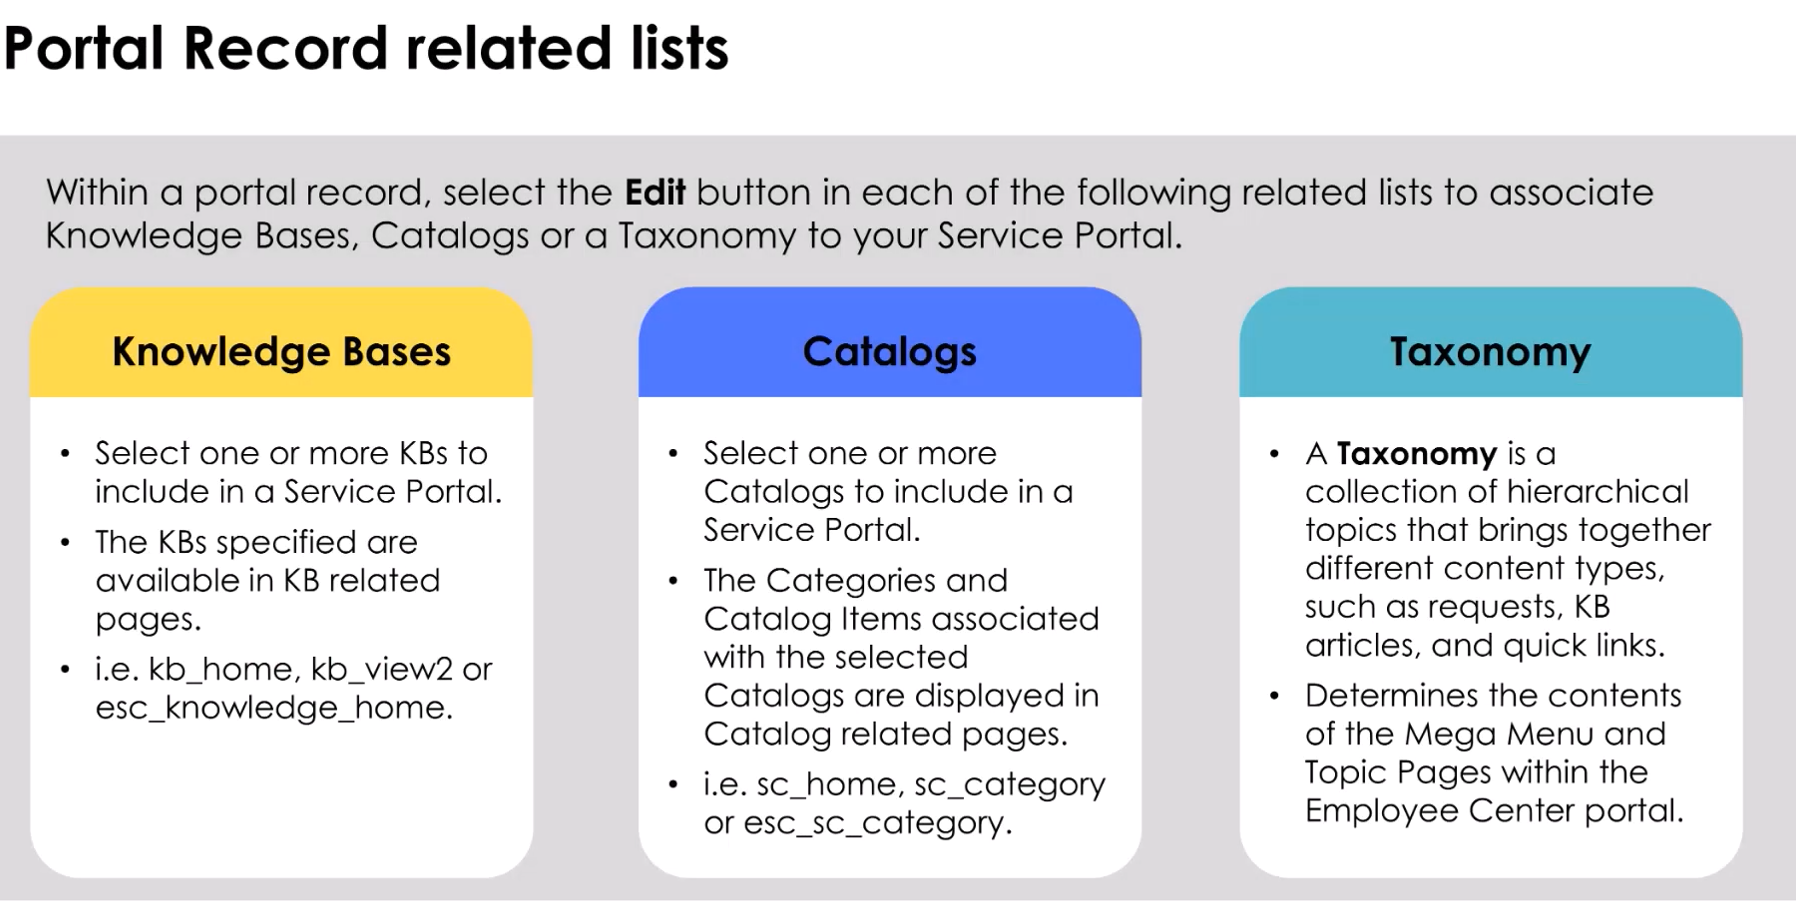 Portal Record related lists
Within a portal record, select the Edit button in each of the following related lists to associate
Knowledge Bases, Catalogs or a Taxonomy to your Service Portal.
Knowledge Bases
• Select one or more KBs to
include in a Service Portal.
• The KBs specified are
available in KB related
pages.
• i.e. kb_home, kb_view2 or
esc_knowledge_home.
Catalogs
• Select one or more
Catalogs to include in a
Service Portal.
• The Categories and
Catalog Items associated
with the selected
Catalogs are displayed in
Catalog related pages.
• i.e. sc_home, sc_category
or esc_sc_category.
Taxonomy
• A Taxonomy is a
collection of hierarchical
topics that brings together
different content types,
such as requests, KB
articles, and quick links.
• Determines the contents
of the Mega Menu and
Topic Pages within the
Employee Center portal.